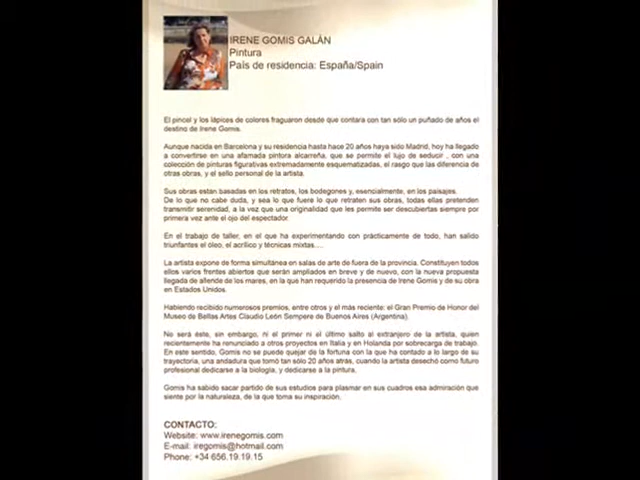 IRENE GOMIS GALÁN
Pintura
País de residencia: España/Spain
El pincel y los lápices de colores fraguaron desde que contara con tan sólo un puñado de años el
destino de Irene Gomis.
Aunque nacida en Barcelona y su residencia hasta hace 20 años haya sido Madrid, hoy ha llegado
a convertirse en una afamada pintora alcarreña, que se permite el lujo de seducir , con una
colección de pinturas figurativas extremadamente esquematizadas, el rasgo que las diferencia de
otras obras, y el sello personal de la artista.
Sus obras estan basadas en los retratos, los bodegones y, esencialmente, en los paisajes.
De lo que no cabe duda, y sea lo que fuere lo que retraten sus obras, todas ellas pretenden
transmitir serenidad, a la vez que una originalidad que les permite ser descubiertas siempre por
primera vez ante el ojo del espectador.
En el trabajo de taller, en el que ha experimentando con prácticamente de todo, han salido
triunfantes el óleo, el acrílico y técnicas mixtas....
La artista expone de forma simultánea en salas de arte de fuera de la provincia. Constituyen todos
ellos varios frentes abiertos que serán ampliados en breve y de nuevo, con la nueva propuesta
llegada de allende de los mares, en la que han requerido la presencia de Irene Gomis y de su obra
en Estados Unidos.
Habiendo recibido numerosos premios, entre otros y el más reciente: el Gran Premio de Honor del
Museo de Bellas Artes Claudio León Sempere de Buenos Aires (Argentina).
No será éste, sin embargo, ni el primer ni el último salto al extranjero de la artista, quien
recientemente ha renunciado a otros proyectos en Italia y en Holanda por sobrecarga de trabajo.
En este sentido, Gomis no se puede quejar de la fortuna con la que ha contado a lo largo de su
trayectoria, una andadura que tomó tan sólo 20 años atrás, cuando la artista desechó como futuro
profesional dedicarse a la biología, y dedicarse a la pintura.
Gomis ha sabido sacar partido de sus estudios para plasmar en sus cuadros esa admiración que
siente por la naturaleza, de la que toma su inspiración.
CONTACTO:
Website: www.irenegomis.com
E-mail: iregomis@hotmail.com
Phone: +34 656.19.19.15